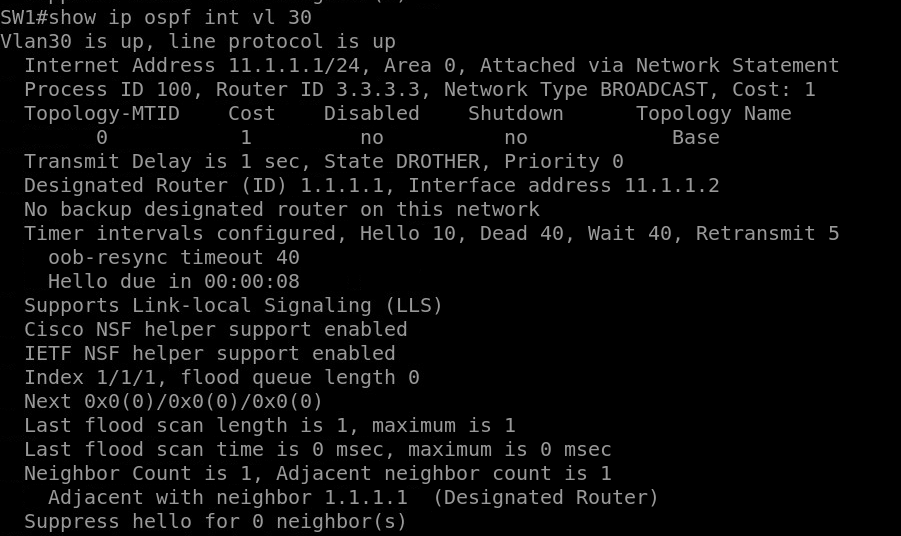 SW1#show ip ospf int vl 30
Vlan30 is up, line protocol is up
Internet Address 11.1.1.1/24, Area 0, Attached via Network Statement
Process ID 100, Router ID 3.3.3.3, Network Type BROADCAST, Cost: 1
Topology-MTID Cost Disabled Shutdown Topology Name
0 1 no no Base
Transmit Delay is 1 sec, State DROTHER, Priority 0
Designated Router (ID) 1.1.1.1, Interface address 11.1.1.2
No backup designated router on this network
Timer intervals configured, Hello 10, Dead 40, Wait 40, Retransmit 5
oob-resync timeout 40
Hello due in 00:00:08
Supports Link-local Signaling (LLS)
Cisco NSF helper support enabled
IETF NSF helper support enabled
Index 1/1/1, flood queue length 0
Next 0x0(0)/0x0(0)/0x0(0)
Last flood scan length is 1, maximum is 1
Last flood scan time is 0 msec, maximum is 0 msec
Neighbor Count is 1, Adjacent neighbor count is 1
Adjacent with neighbor 1.1.1.1 (Designated Router)
Suppress hello for 0 neighbor(s)